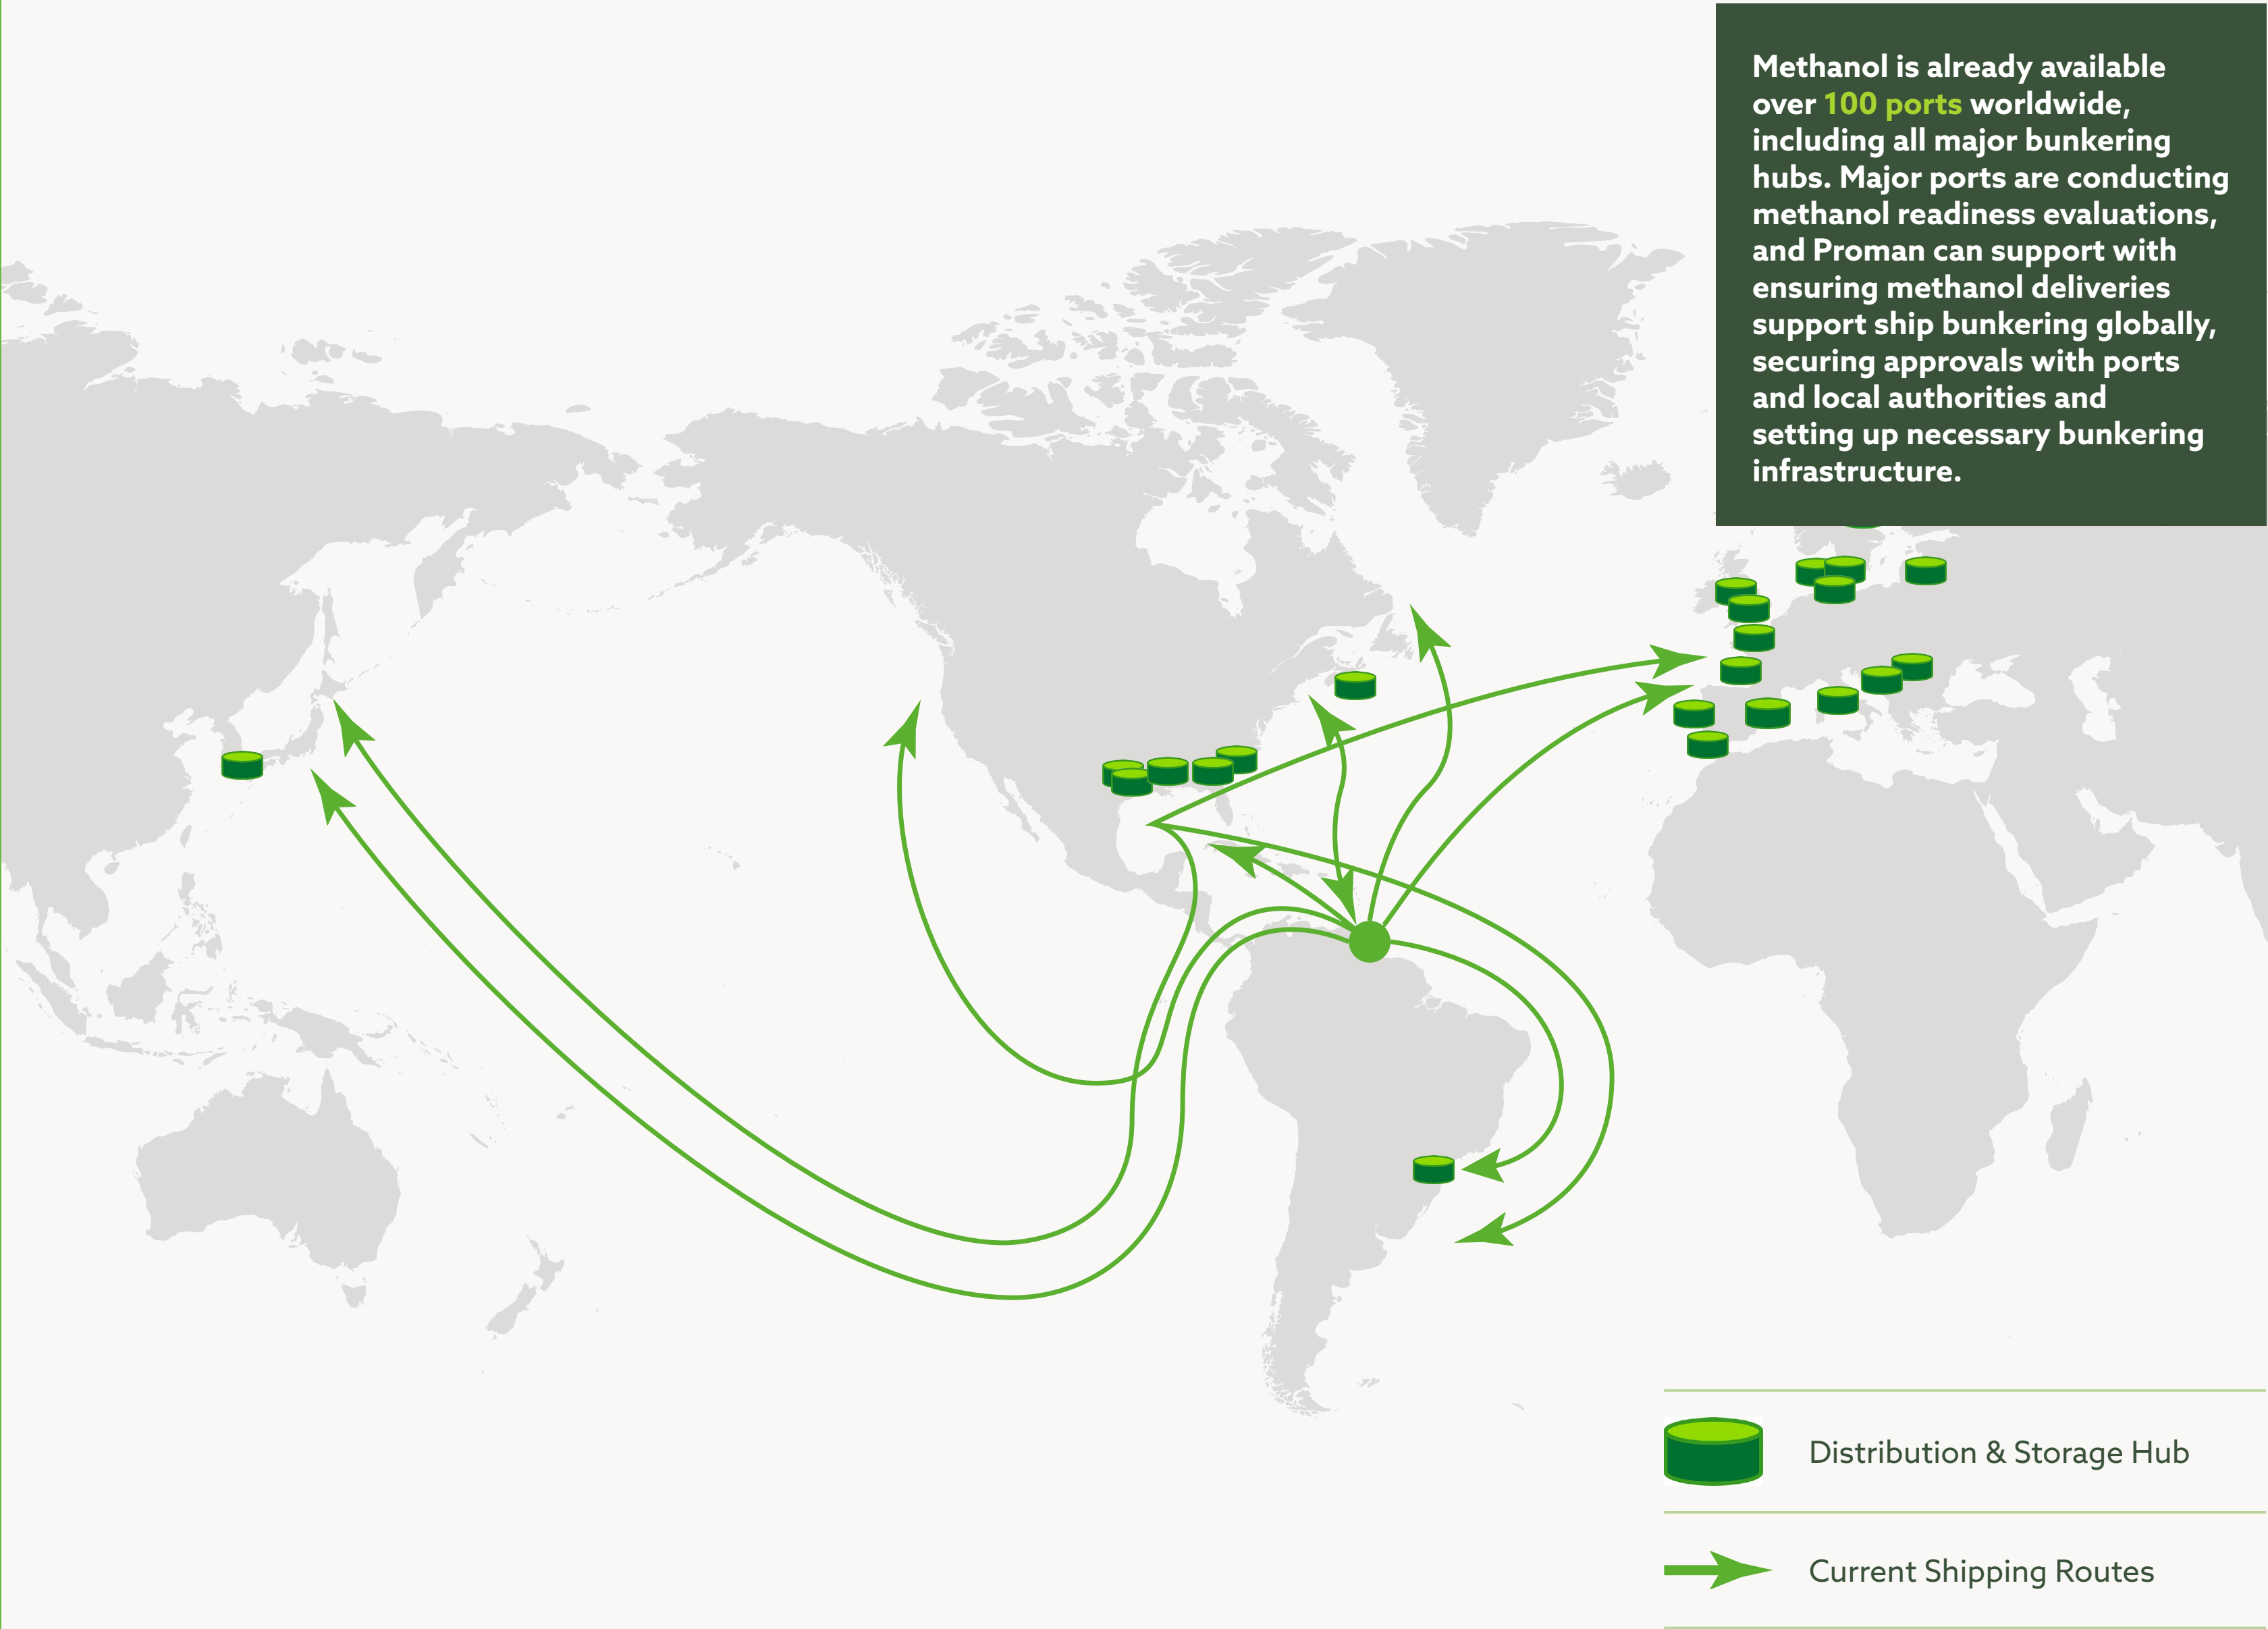 Methanol is already available
over 100 ports worldwide,
including all major bunkering
hubs. Major ports are conducting
methanol readiness evaluations,
and Proman can support with
ensuring methanol deliveries
support ship bunkering globally,
securing approvals with ports
and local authorities and
setting up necessary bunkering
infrastructure.
Distribution & Storage Hub
Current Shipping Routes